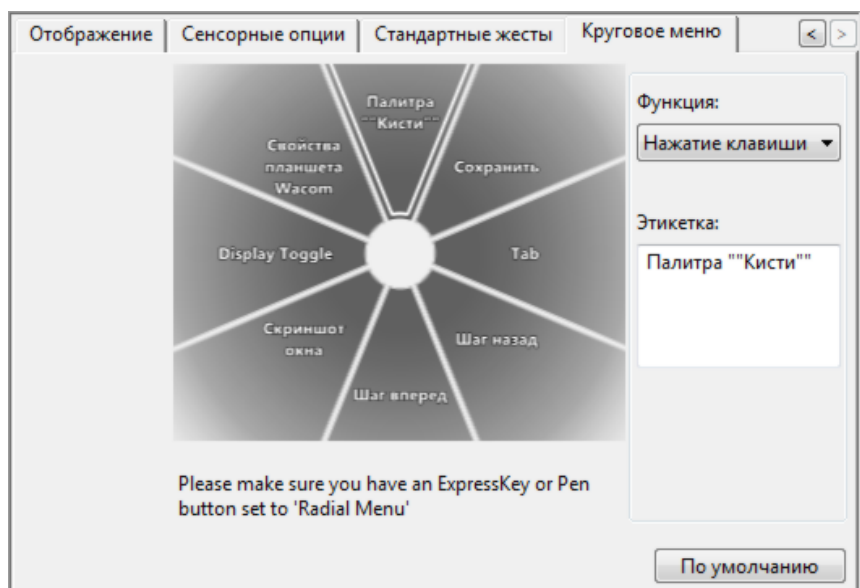 Отображение
Сенсорные опции
Стандартные жесты
Круговое меню
<
>
Палитра
""Кисти""
Свойства
планшета
Wacom
Сохранить
Display Toggle
Tab
Скриншот
окна
Шаг назад
Шаг вперед
Функция:
Нажатие клавиши
Этикетка:
Палитра ""Кисти""
Please make sure you have an ExpressKey or Pen
button set to 'Radial Menu'
По умолчанию